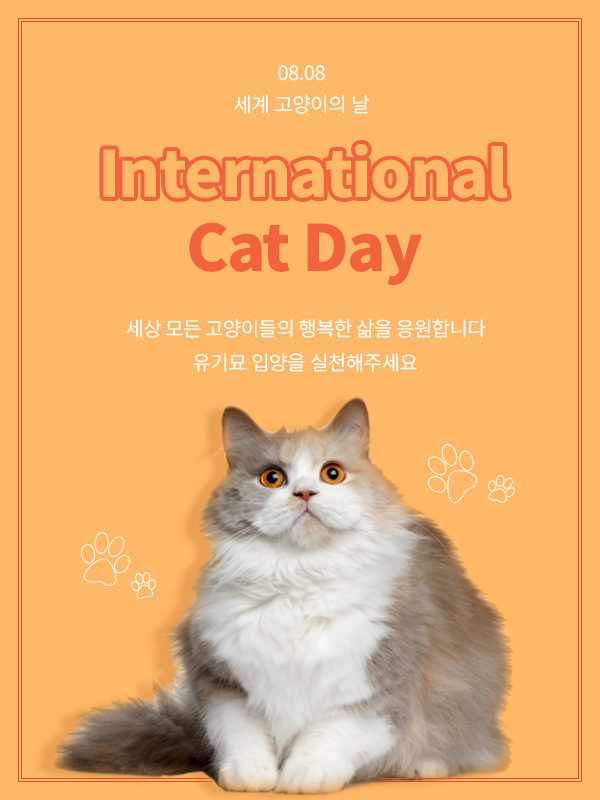 08.08
세계 고양이의 날
International
Cat Day
세상 모든 고양이들의 행복한 삶을 응원합니다
유기묘 입양을 실천해주세요